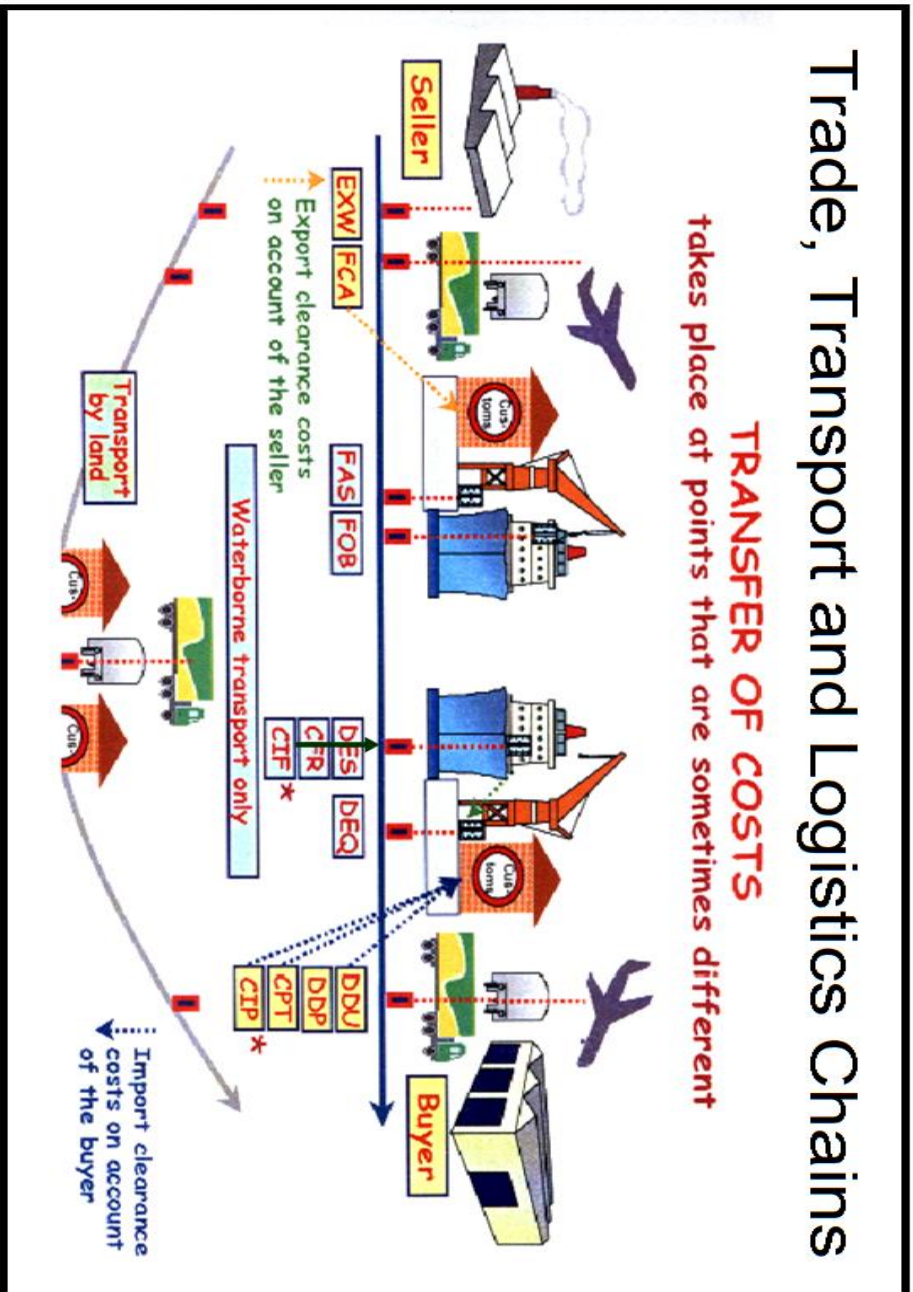 Trade, Transport and Logistics Chains
TRANSFER OF COSTS
takes place at points that are sometimes different
Seller
Cus-
toms
Cus-
toms
Buyer
EXW
FCA
FAS
FOB
DES
CFR
CIF *
DEQ
DDU
DDP
CPT
CIP *
Export clearance costs
on account of the seller
Waterborne transport only
Transport
by land
Cus-
Cus-
Import clearance
costs on account
of the buyer